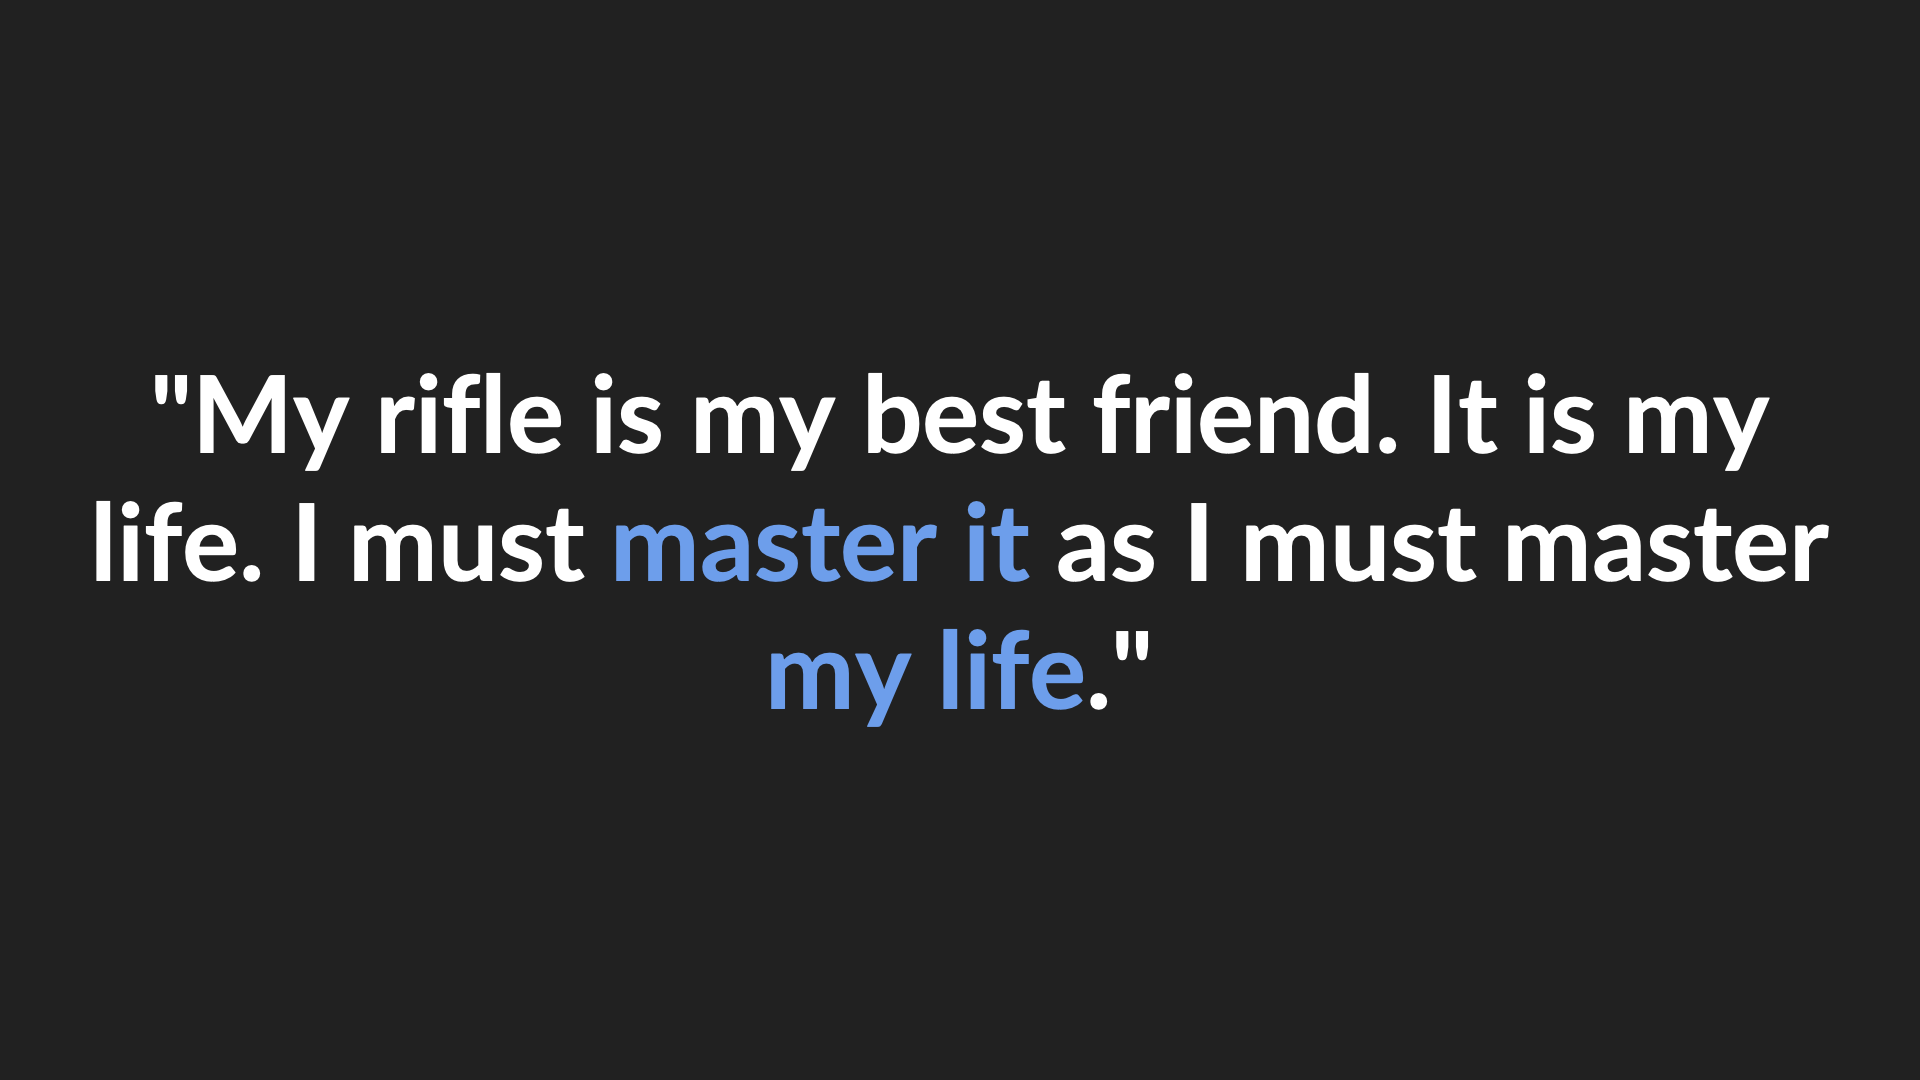 "My rifle is my best friend. It is my
life. I must master it as I must master
my life."